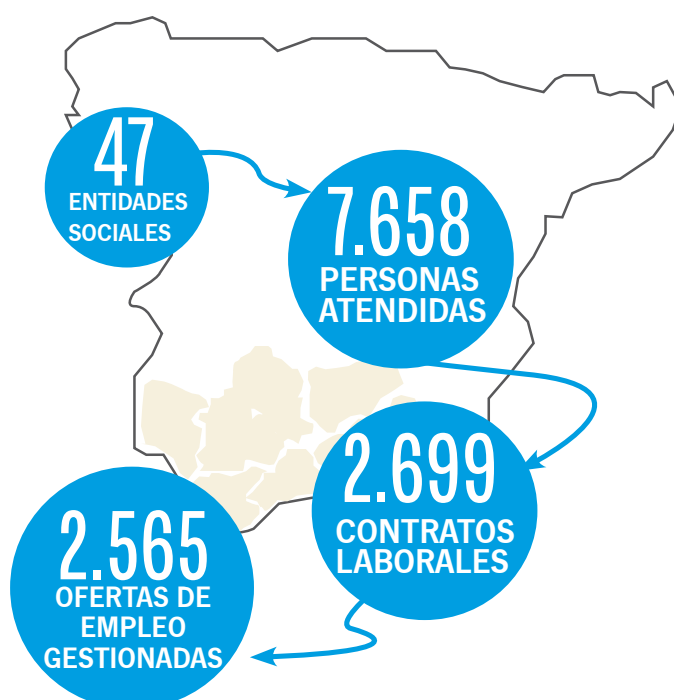 47
ENTIDADES
SOCIALES
7.658
PERSONAS
ATENDIDAS
2.699
CONTRATOS
LABORALES
2.565
OFERTAS DE
EMPLEO
GESTIONADAS